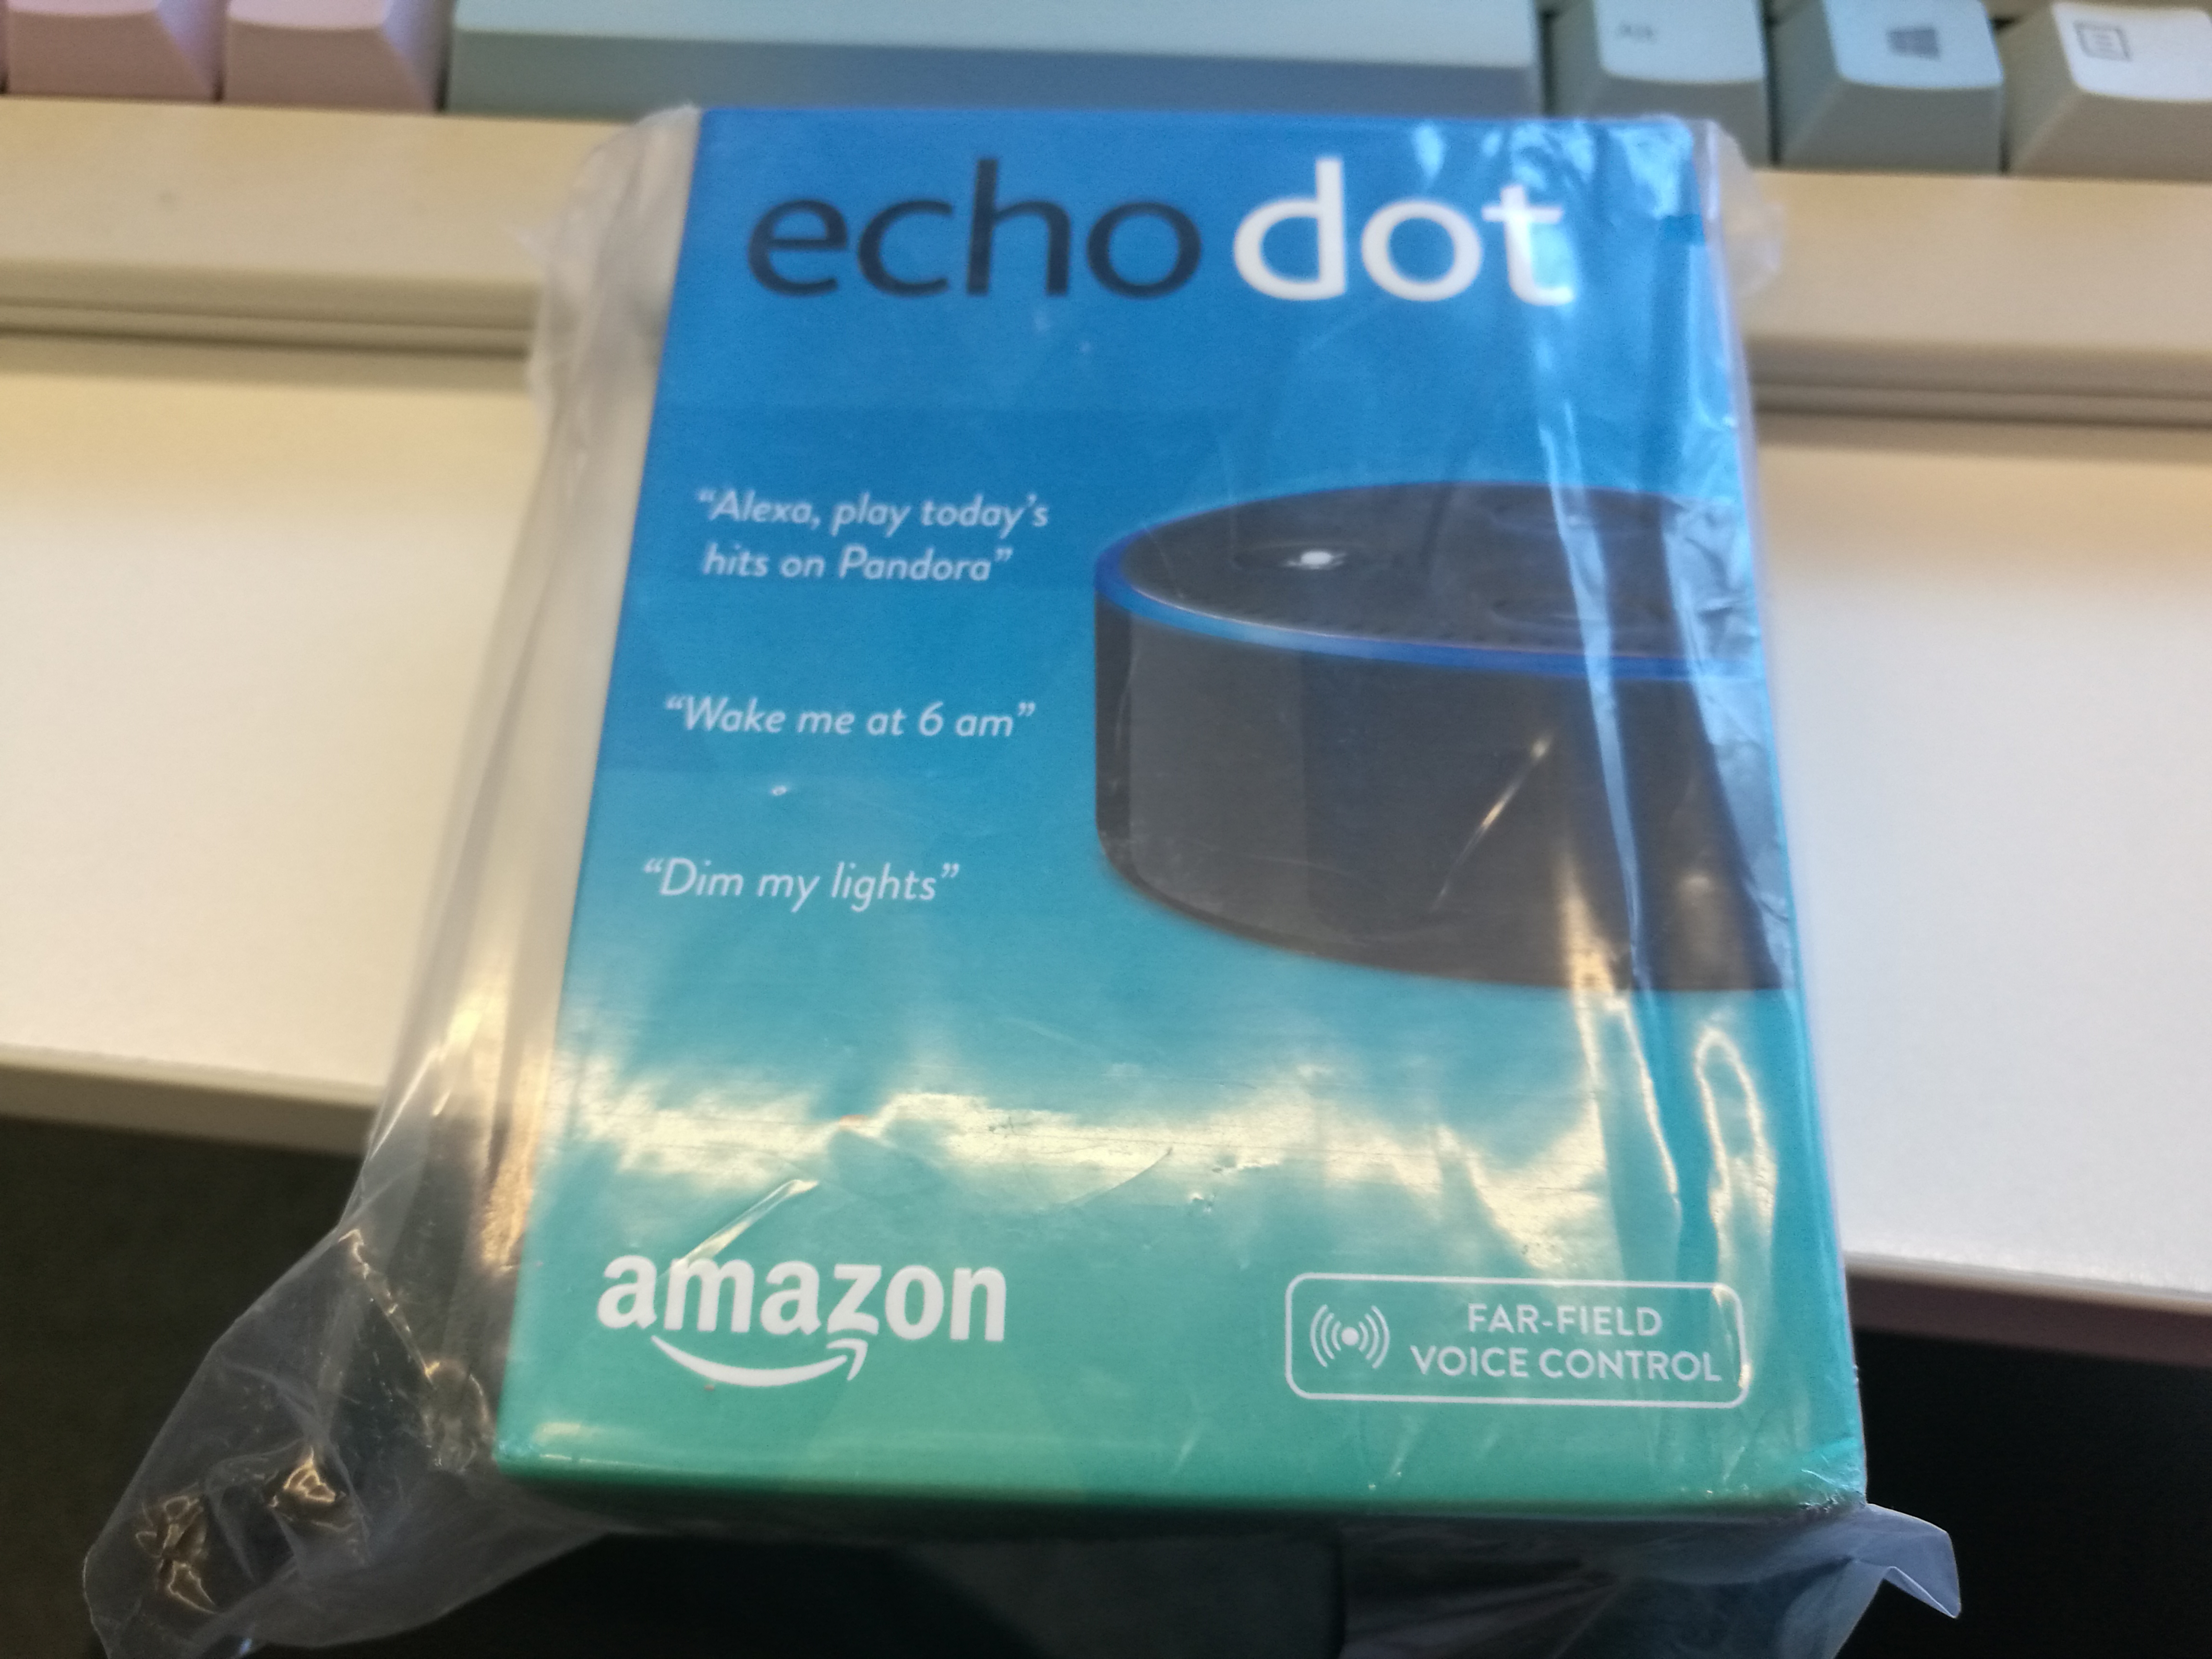 Alt
echo dot
“Alexa, play today’s
hits on Pandora”
“Wake me at 6 am”
“Dim my lights”
amazon
FAR-FIELD
VOICE CONTROL